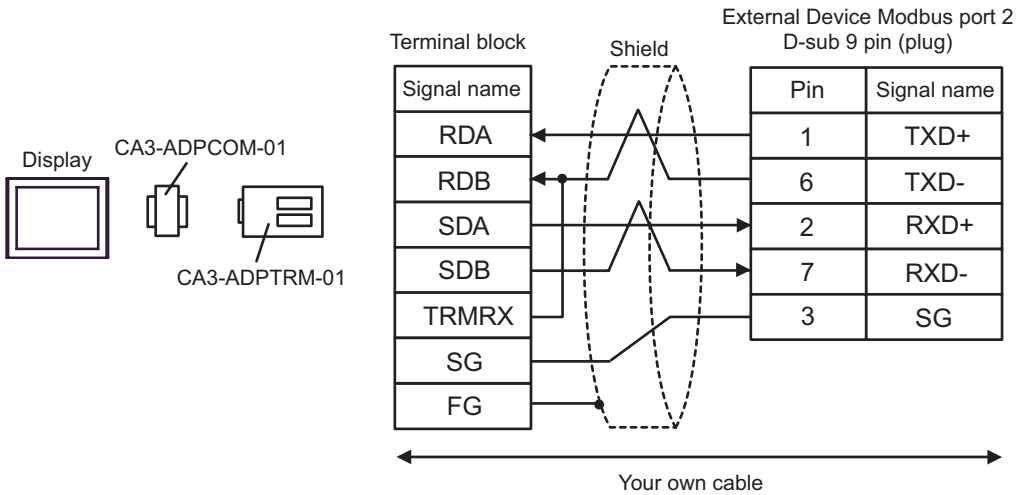 External Device Modbus port 2
Terminal block
Shield
D-sub 9 pin (plug)
Signal name
Pin
Signal name
RDA
1
TXD+
CA3-ADPCOM-01
Display
RDB
6
TXD-
SDA
2
RXD+
SDB
7
RXD-
CA3-ADPTRM-01
TRMRX
3
SG
SG
FG
Your own cable